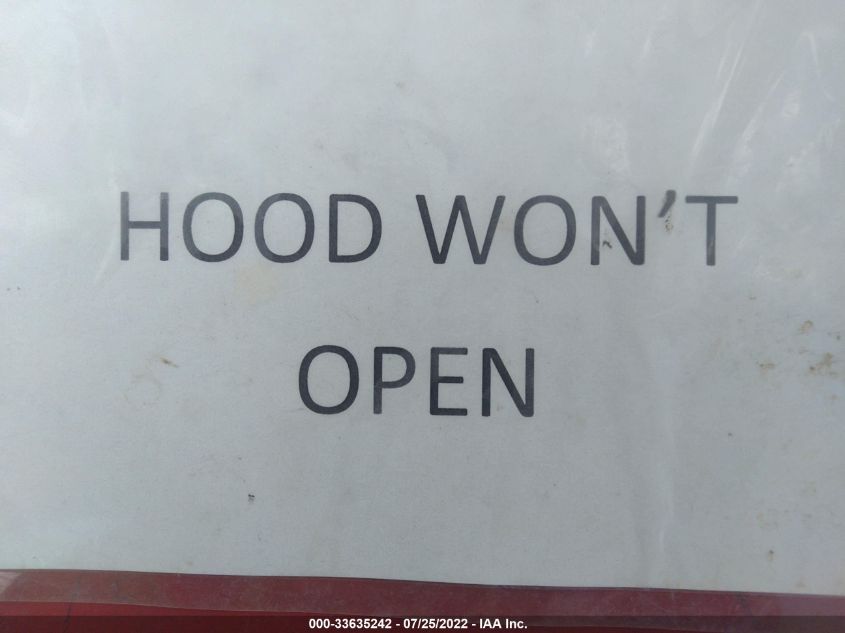 HOOD WON'T
OPEN
000-33635242 - 07/25/2022 - IAA Inc.